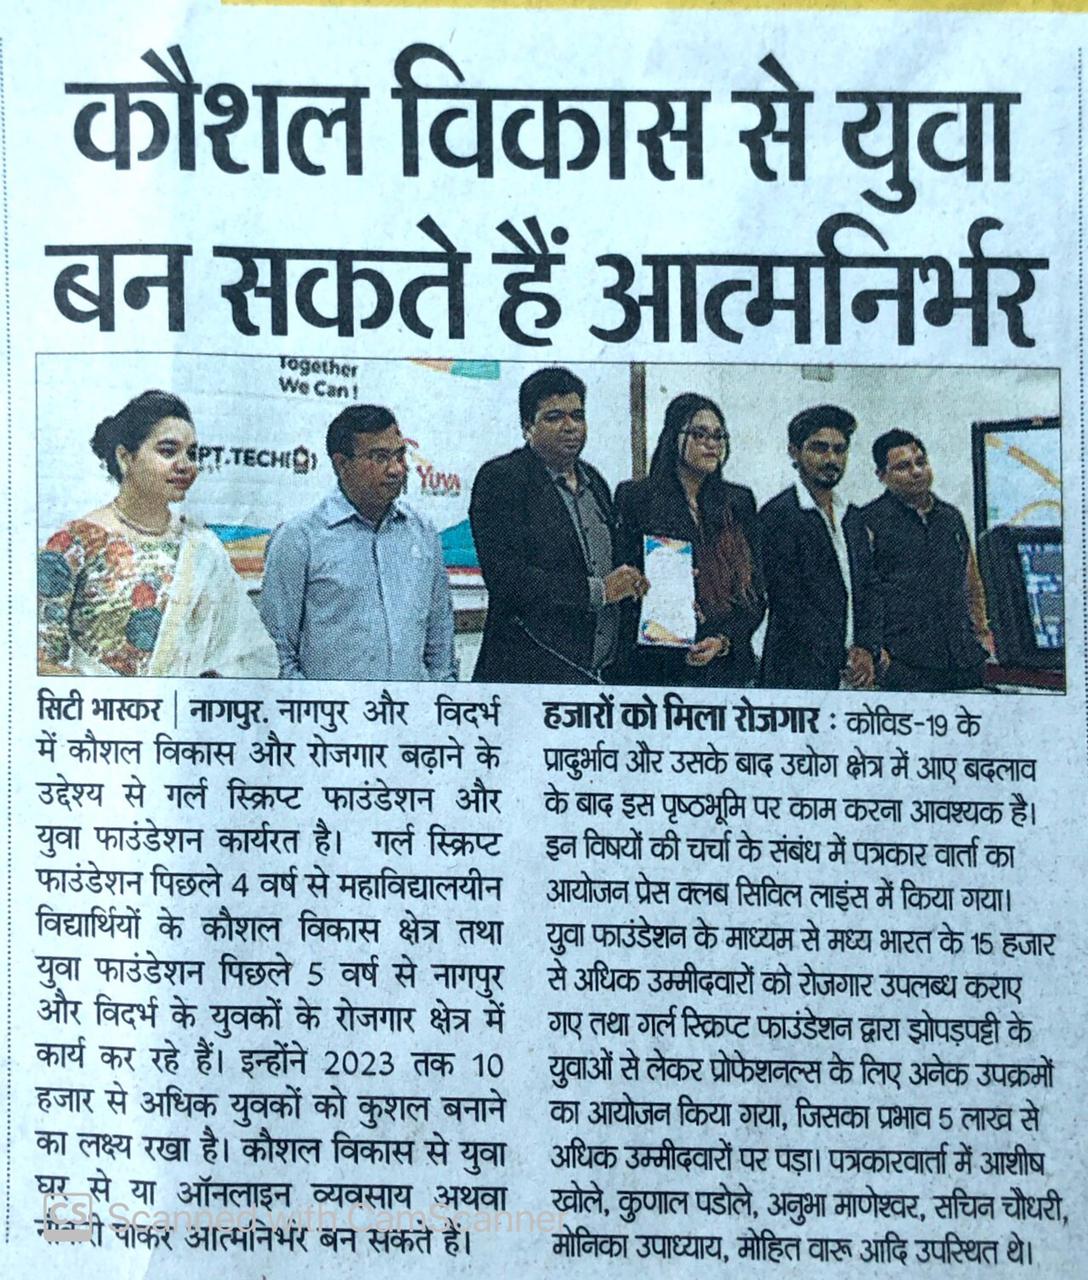 कौशल विकास से युवा
बन सकते हैं आत्मनिर्भर
Together
We Can!
PT.TECH
YUVA
सिटी भास्कर | नागपुर. नागपुर और विदर्भ
में कौशल विकास और रोजगार बढ़ाने के
उद्देश्य से गर्ल स्क्रिप्ट फाउंडेशन और
युवा फाउंडेशन कार्यरत है। गर्ल स्क्रिप्ट
फाउंडेशन पिछले 4 वर्ष से महाविद्यालयीन
विद्यार्थियों के कौशल विकास क्षेत्र तथा
युवा फाउंडेशन पिछले 5 वर्ष से नागपुर
और विदर्भ के युवकों के रोजगार क्षेत्र में
कार्य कर रहे हैं। इन्होंने 2023 तक 10
हजार से अधिक युवकों को कुशल बनाने
का लक्ष्य रखा है। कौशल विकास से युवा
घर से या ऑनलाइन व्यवसाय अथवा
पाकर आत्मनिर्भर बन सकते है।
हजारों को मिला रोजगार : कोविड-19 के
प्रादुर्भाव और उसके बाद उद्योग क्षेत्र में आए बदलाव
के बाद इस पृष्ठभूमि पर काम करना आवश्यक है।
इन विषयों की चर्चा के संबंध में पत्रकार वार्ता का
आयोजन प्रेस क्लब सिविल लाइंस में किया गया।
युवा फाउंडेशन के माध्यम से मध्य भारत के 15 हजार
से अधिक उम्मीदवारों को रोजगार उपलब्ध कराए
गए तथा गर्ल स्क्रिप्ट फाउंडेशन द्वारा झोपड़पट्टी के
युवाओं से लेकर प्रोफेशनल्स के लिए अनेक उपक्रमों
का आयोजन किया गया, जिसका प्रभाव 5 लाख से
अधिक उम्मीदवारों पर पड़ा। पत्रकारवार्ता में आशीष
खोले, कुणाल पडोले, अनुभा माणेश्वर, सचिन चौधरी,
मोनिका उपाध्याय, मोहित वारू आदि उपस्थित थे।
CS Scanned with CamScanner